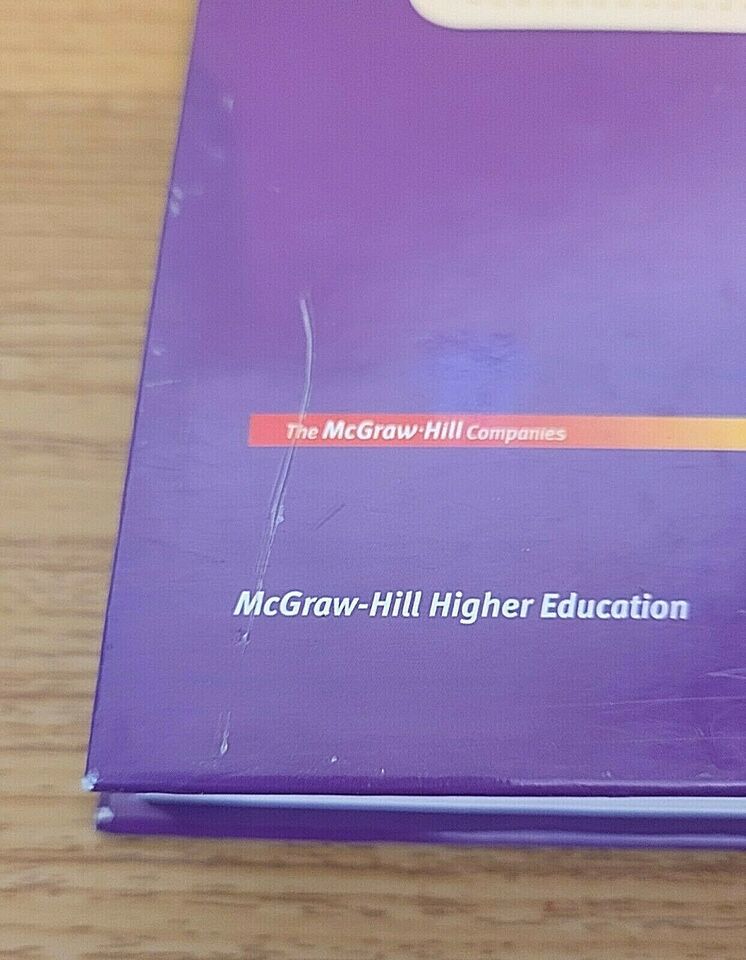 The McGraw·Hill Companies
McGraw-Hill Higher Education